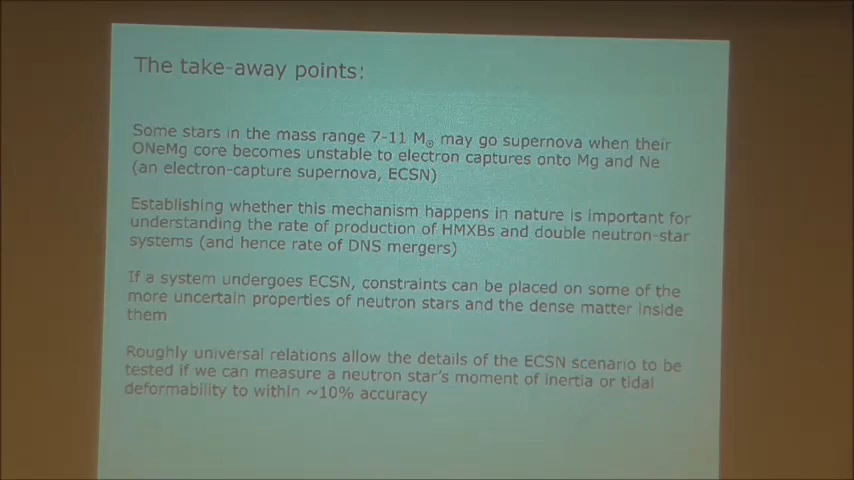 The take-away points:
Some stars in the mass range 7-11 M☉ may go supernova when their
ONeMg core becomes unstable to electron captures onto Mg and Ne
(an electron-capture supernova, ECSN)
Establishing whether this mechanism happens in nature is important for
understanding the rate of production of HMXBs and double neutron-star
systems (and hence rate of DNS mergers)
If a system undergoes ECSN, constraints can be placed on some of the
more uncertain properties of neutron stars and the dense matter inside
them
Roughly universal relations allow the details of the ECSN scenario to be
tested if we can measure a neutron star's moment of inertia or tidal
deformability to within ~10% accuracy